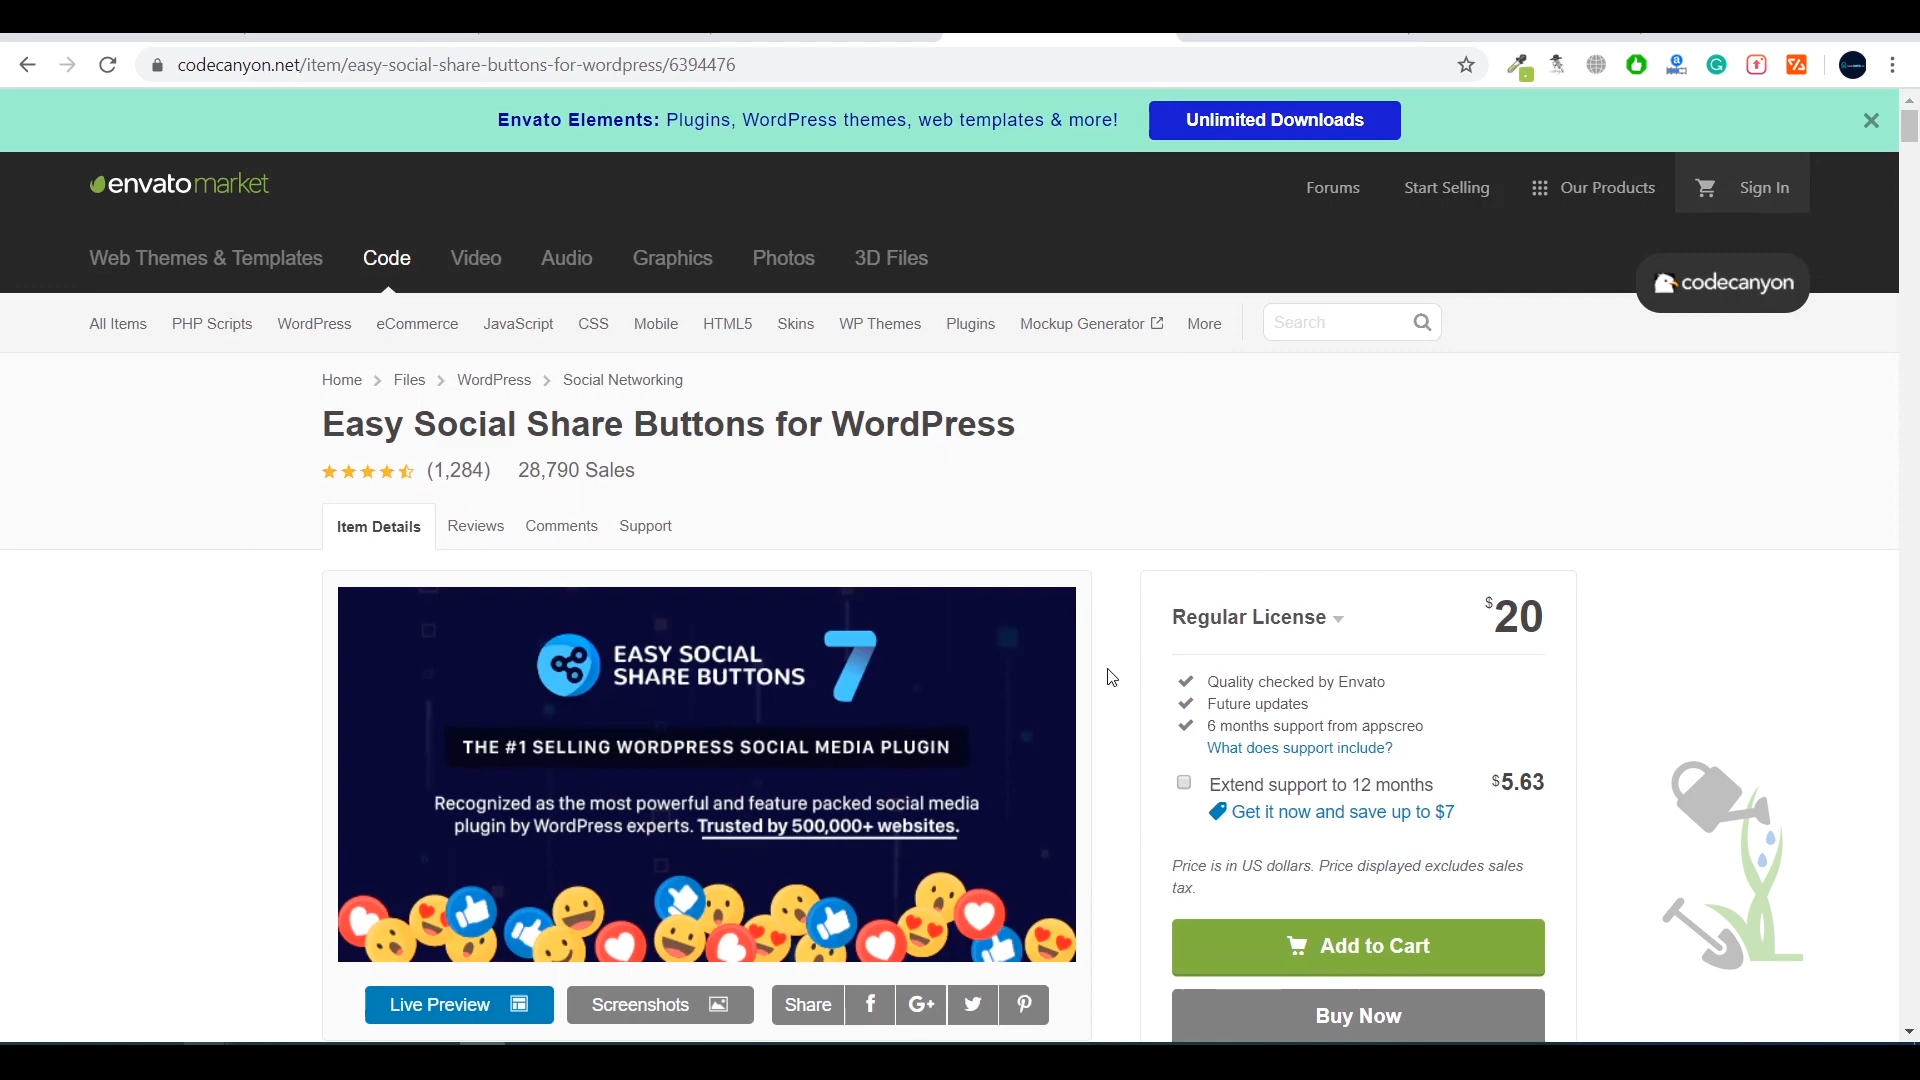 codecanyon.net/item/easy-social-share-buttons-for-wordpress/6394476
Envato Elements: Plugins, WordPress themes, web templates & more!
Unlimited Downloads
envatomarket
Forums
Start Selling
Our Products
Sign In
Web Themes & Templates
Code
Video
Audio
Graphics
Photos
3D Files
codecanyon
All Items
PHP Scripts
WordPress
eCommerce
JavaScript
CSS
Mobile
HTML5
Skins
WP Themes
Plugins
Mockup Generator
More
Search
Home > Files > WordPress > Social Networking
Easy Social Share Buttons for WordPress
(1,284) 28,790 Sales
Item Details
Reviews
Comments
Support
EASY SOCIAL
SHARE BUTTONS
7
THE #1 SELLING WORDPRESS SOCIAL MEDIA PLUGIN
Recognized as the most powerful and feature packed social media
plugin by WordPress experts. Trusted by 500,000+ websites.
Live Preview
Screenshots
Share
f
G+
Regular License
$20
Quality checked by Envato
Future updates
6 months support from appscreo
What does support include?
Extend support to 12 months
$5.63
Get it now and save up to $7
Price is in US dollars. Price displayed excludes sales
tax.
Add to Cart
Buy Now